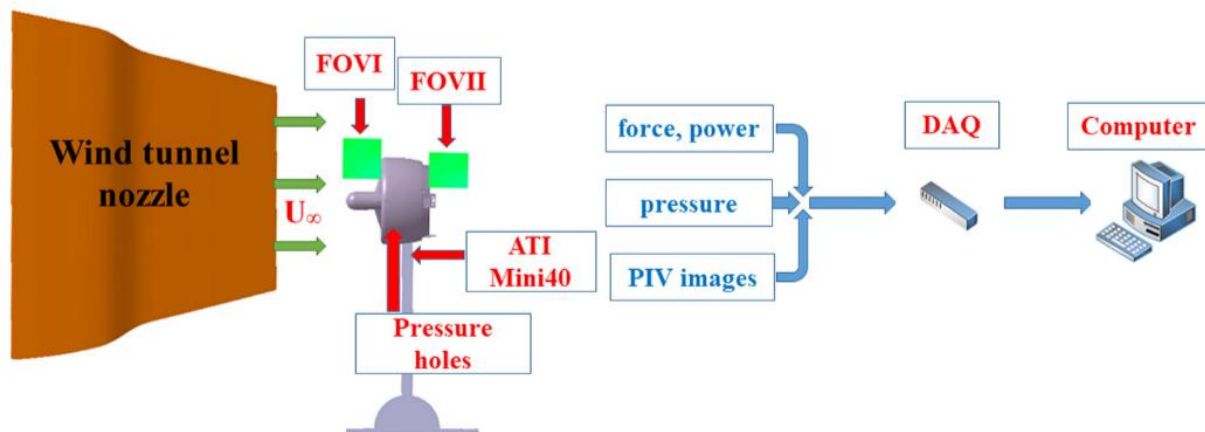 FOVI
FOVII
Wind tunnel
nozzle
U∞
ATI
Mini40
Pressure
holes
force, power
pressure
PIV images
DAQ
Computer